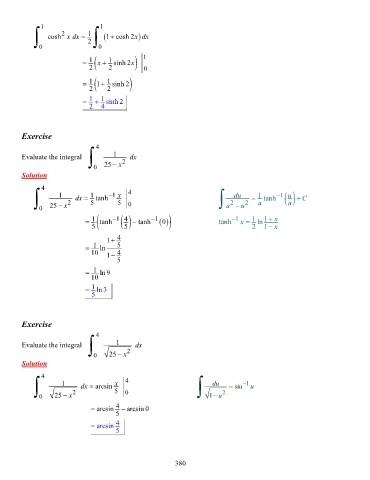 ∫₀¹ cosh² x dx = 1/2 ∫₀¹ (1 + cosh 2x) dx
= 1/2 (x + 1/2 sinh 2x) |₀¹
= 1/2 (1 + 1/2 sinh 2)
= 1/2 + 1/4 sinh 2
Exercise
Evaluate the integral ∫₀⁴ 1/(25 − x²) dx
Solution
∫₀⁴ 1/(25 − x²) dx = 1/5 tanh⁻¹ x/5 |₀⁴ ∫ du/(a² − u²) = 1/a tanh⁻¹ (u/a) + C
= 1/5 (tanh⁻¹ (4/5) − tanh⁻¹ (0)) tanh⁻¹ x = 1/2 ln (1 + x)/(1 − x)
= 1/10 ln (1 + 4/5)/(1 − 4/5)
= 1/10 ln 9
= 1/5 ln 3
Exercise
Evaluate the integral ∫₀⁴ 1/√(25 − x²) dx
Solution
∫₀⁴ 1/√(25 − x²) dx = arcsin x/5 |₀⁴ ∫ du/√(1 − u²) = sin⁻¹ u
= arcsin 4/5 − arcsin 0
= arcsin 4/5
380